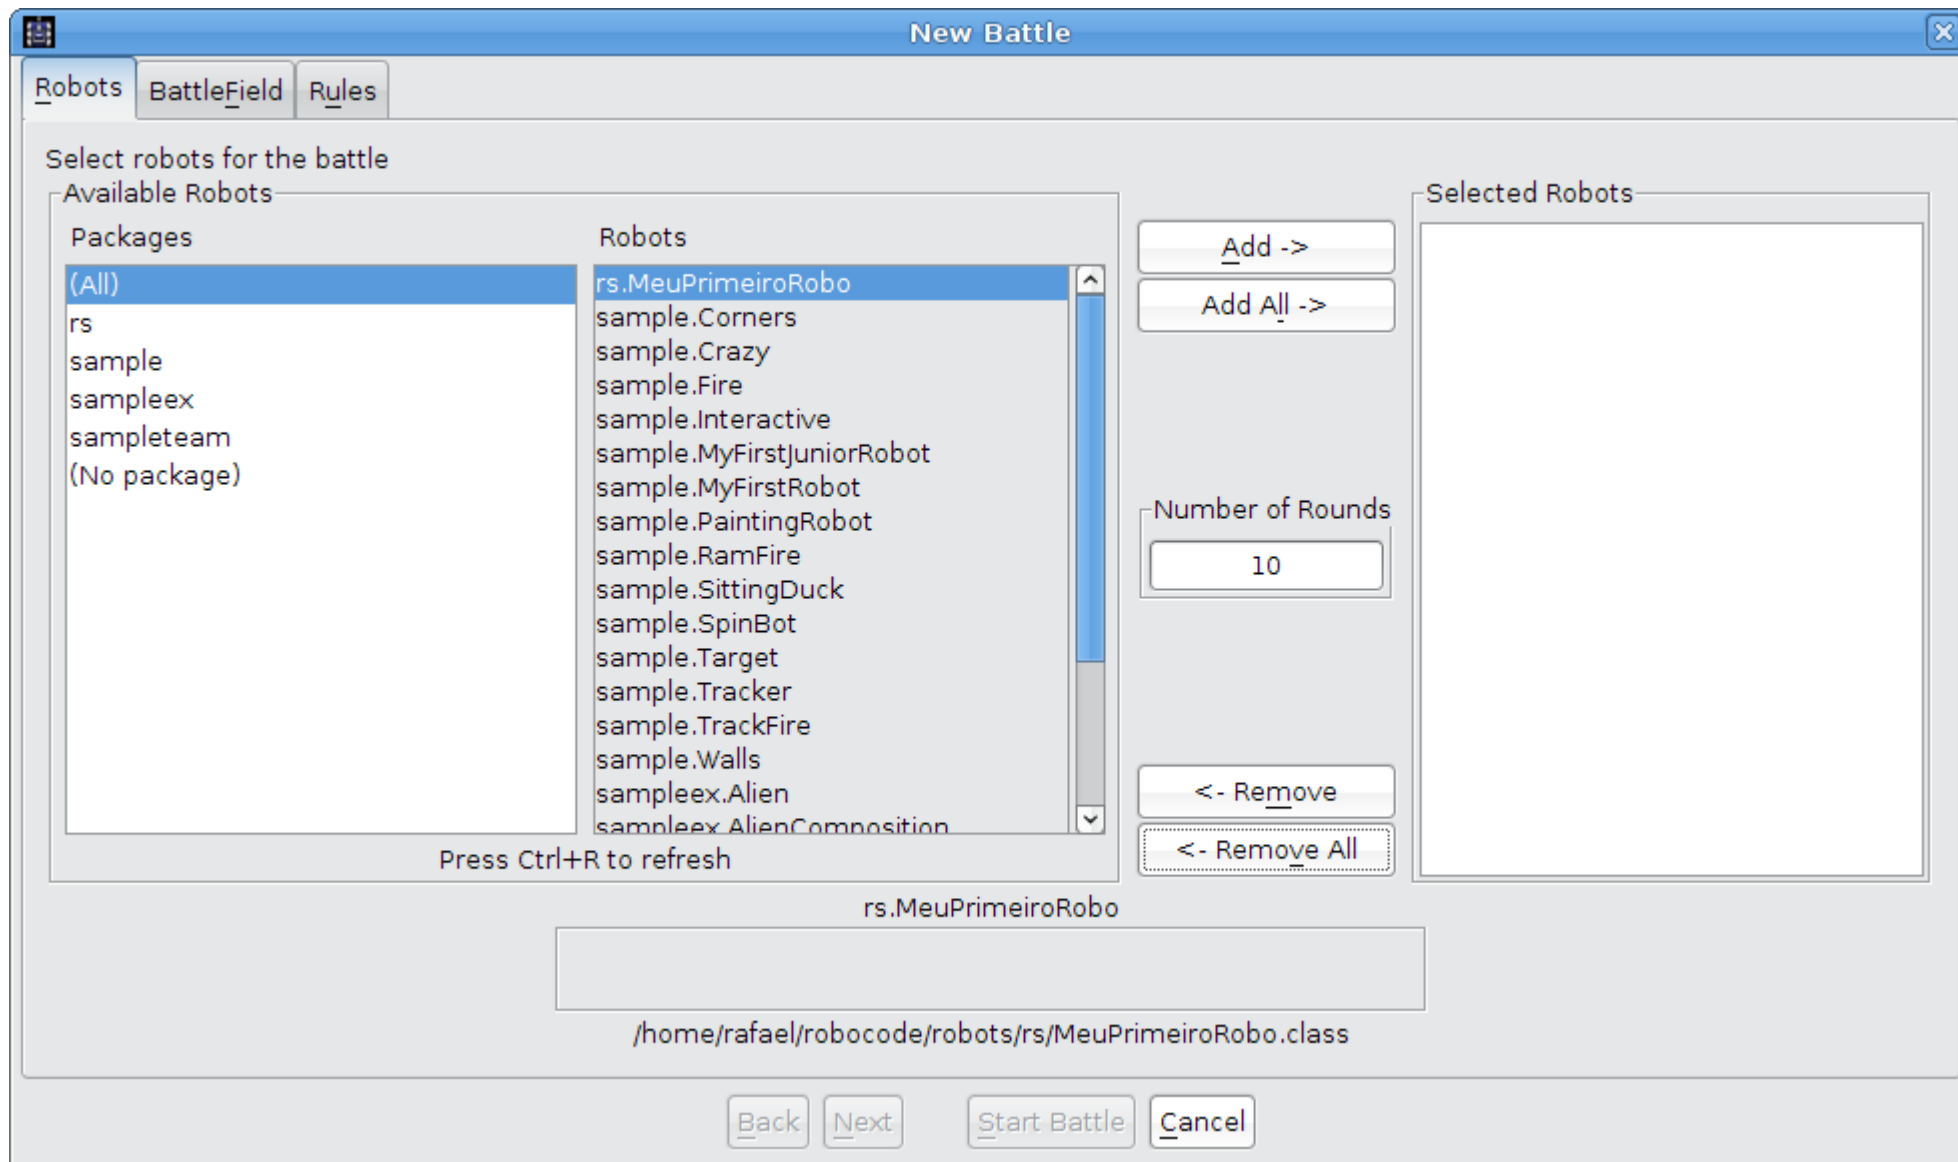 New Battle
Robots
BattleField
Rules
Select robots for the battle
Available Robots
Packages
(All)
rs
sample
sampleex
sampleteam
(No package)
Robots
rs.MeuPrimeiroRobo
sample.Corners
sample.Crazy
sample.Fire
sample.Interactive
sample.MyFirstJuniorRobot
sample.MyFirstRobot
sample.PaintingRobot
sample.RamFire
sample.SittingDuck
sample.SpinBot
sample.Target
sample.Tracker
sample.TrackFire
sample.Walls
sampleex.Alien
sampleex.AlienComposition
Press Ctrl+R to refresh
Add ->
Add All ->
Number of Rounds
10
<- Remove
<- Remove All
Selected Robots
rs.MeuPrimeiroRobo
/home/rafael/robocode/robots/rs/MeuPrimeiroRobo.class
Back
Next
Start Battle
Cancel